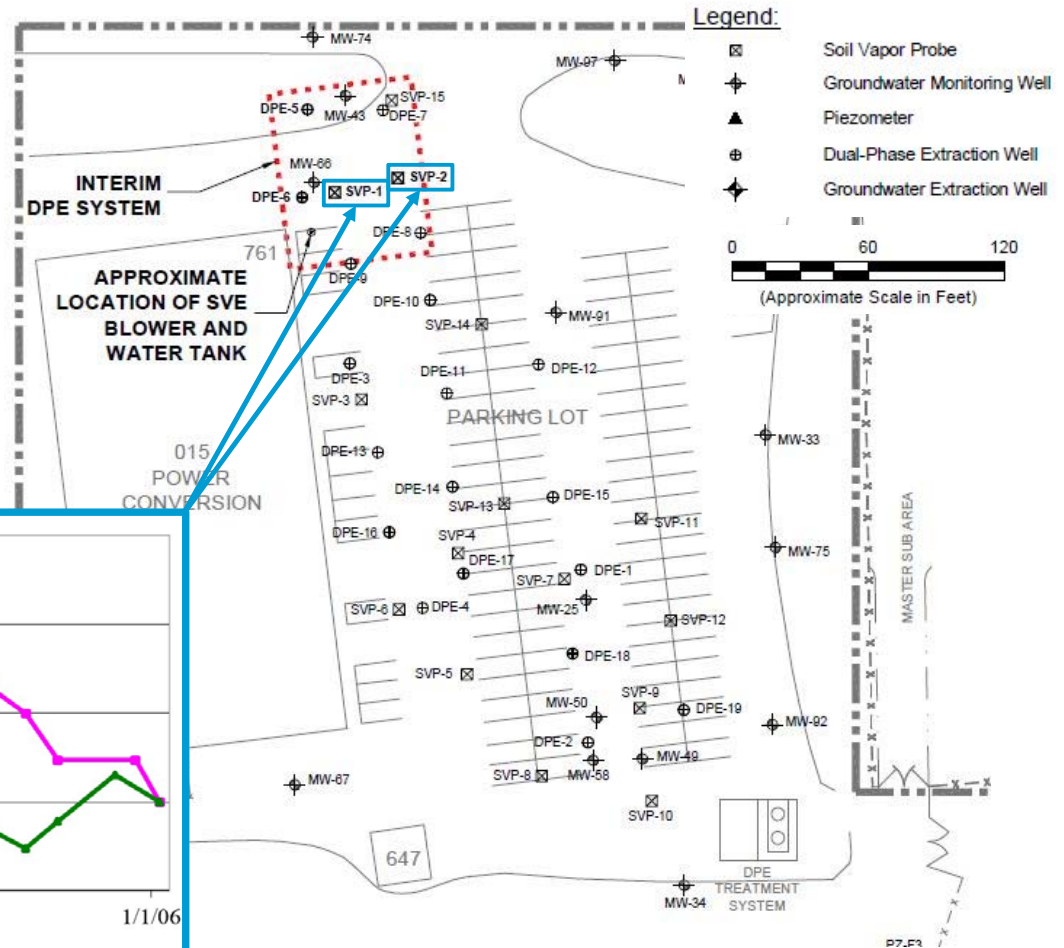 Legend:
Soil Vapor Probe
Groundwater Monitoring Well
Piezometer
Dual-Phase Extraction Well
Groundwater Extraction Well
0 60 120
(Approximate Scale in Feet)
MW-74
MW-97
M
DPE-5
MW-43
SVP-15
DPE-7
MW-66
INTERIM
DPE SYSTEM
DPE-6
SVP-1
SVP-2
DPE-8
761
DPE-9
APPROXIMATE
LOCATION OF SVE
BLOWER AND
WATER TANK
DPE-10
SVP-14
MW-91
DPE-3
DPE-11
DPE-12
SVP-3
PARKING LOT
MW-33
015
POWER
CONVERSION
DPE-13
DPE-14
DPE-15
SVP-13
SVP-11
DPE-16
SVP-4
DPE-17
MW-75
MASTER SUB AREA
SVP-7
DPE-1
MW-25
SVP-6
DPE-4
SVP-12
DPE-18
SVP-5
MW-50
SVP-9
DPE-19
MW-92
DPE-2
MW-49
SVP-8
MW-58
MW-67
SVP-10
647
DPE
TREATMENT
SYSTEM
MW-34
1/1/06
PZ-F3